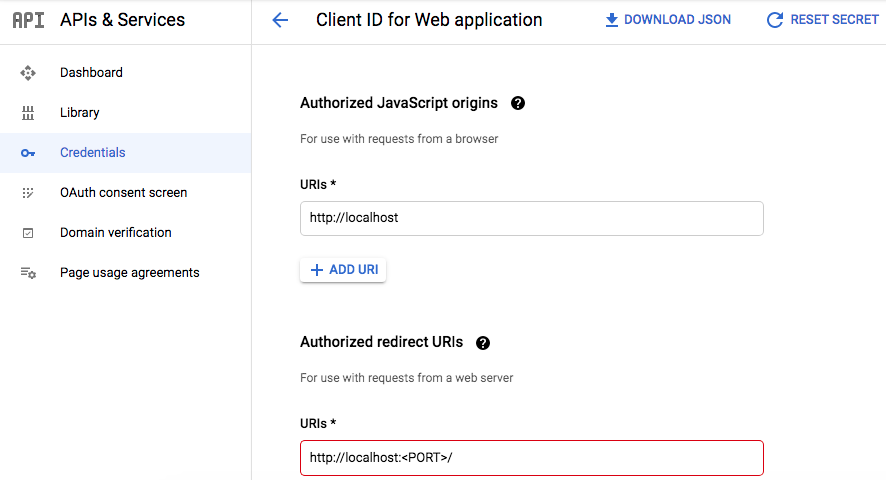 API APIs & Services
Client ID for Web application
DOWNLOAD JSON
RESET SECRET
Dashboard
Library
Credentials
OAuth consent screen
Domain verification
Page usage agreements
Authorized JavaScript origins ?
For use with requests from a browser
URIs *
http://localhost
+ ADD URI
Authorized redirect URIs ?
For use with requests from a web server
URIs *
http://localhost:<PORT>/